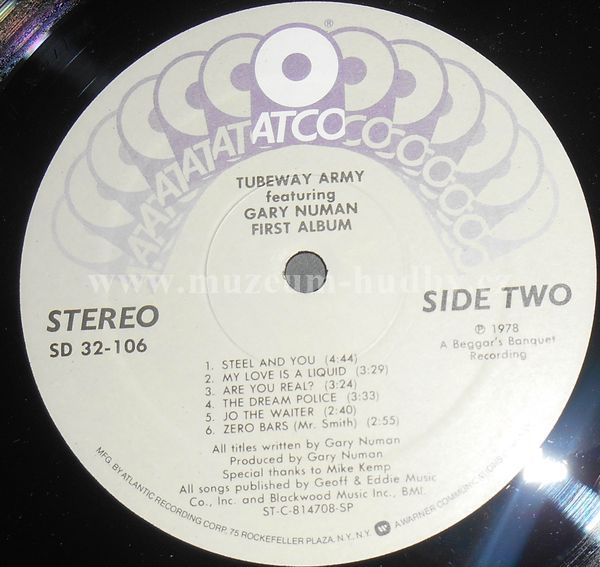 ATCO
®
TUBEWAY ARMY
featuring
GARY NUMAN
FIRST ALBUM
www.muzeum-hudby.cz
STEREO
SD 32-106
SIDE TWO
℗ 1978
A Beggar's Banquet
Recording
1. STEEL AND YOU (4:44)
2. MY LOVE IS A LIQUID (3:29)
3. ARE YOU REAL? (3:24)
4. THE DREAM POLICE (3:33)
5. JO THE WAITER (2:40)
6. ZERO BARS (Mr. Smith) (2:55)
All titles written by Gary Numan
Produced by Gary Numan
Special thanks to Mike Kemp
All songs published by Geoff & Eddie Music
Co., Inc. and Blackwood Music Inc., BMI.
ST-C-814708-SP
MFG. BY ATLANTIC RECORDING CORP. 75 ROCKEFELLER PLAZA, N.Y., N.Y. A WARNER COMMUNICATIONS